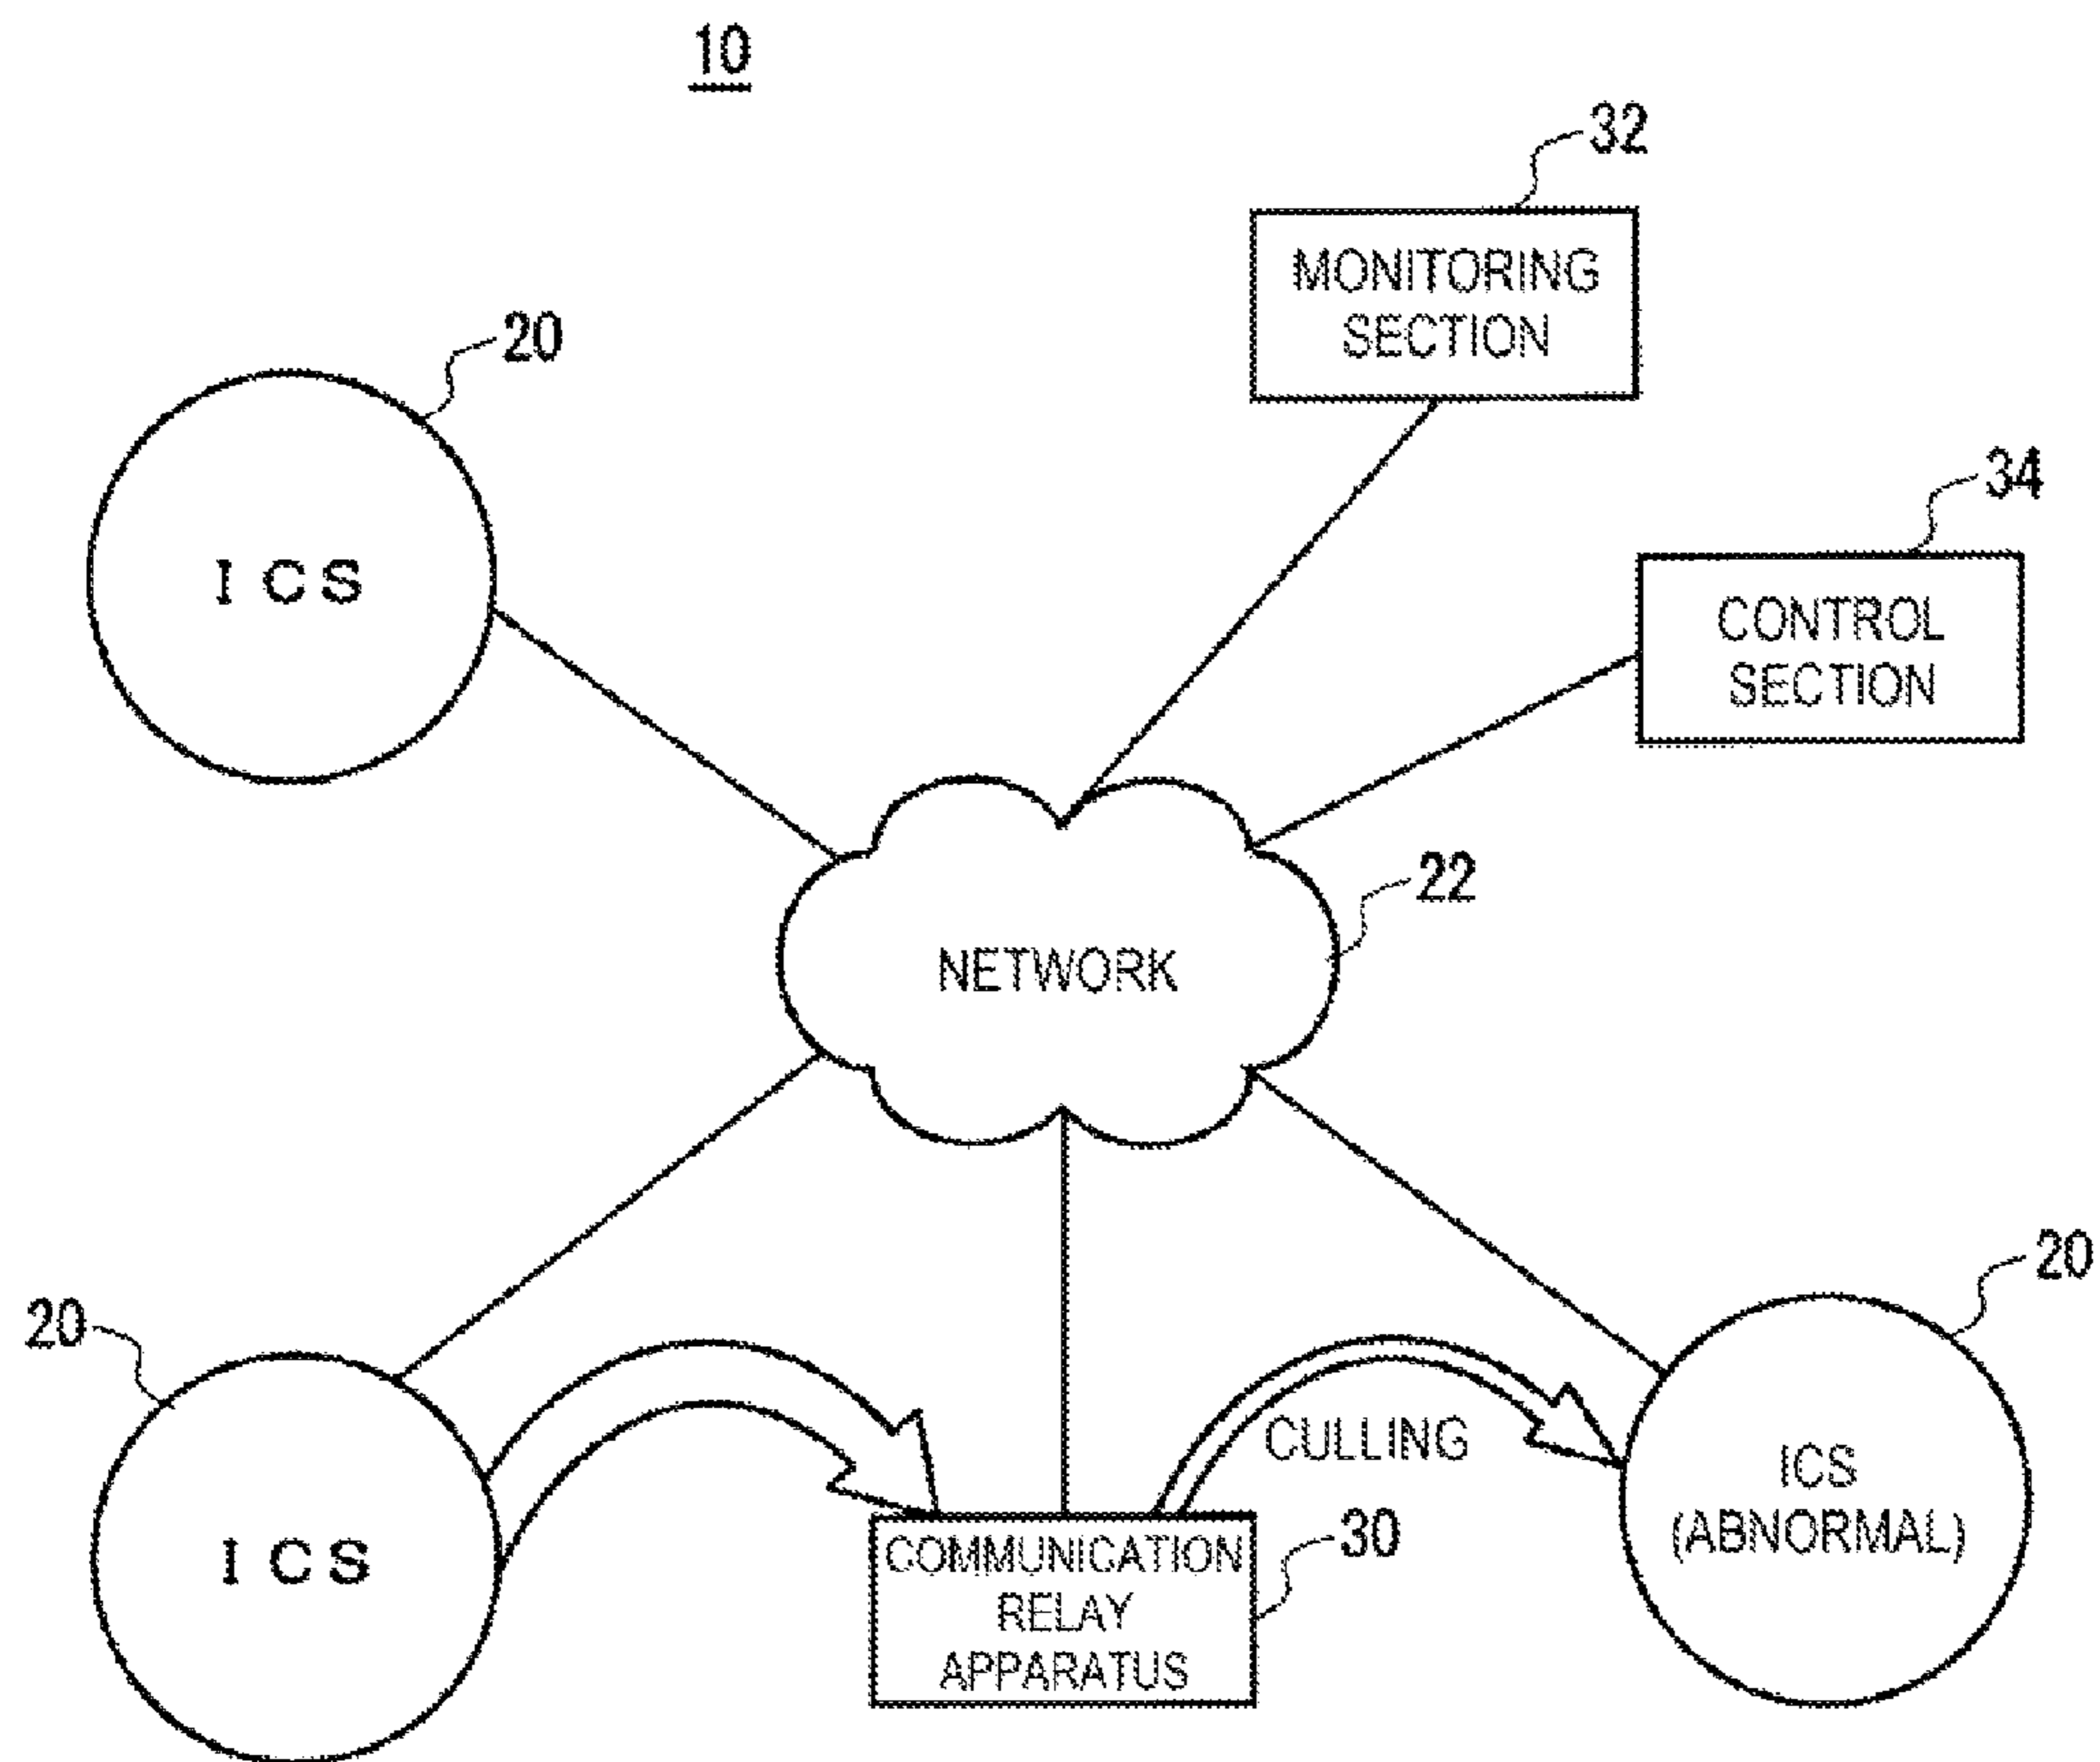 10
32
MONITORING
SECTION
20
34
ICS
CONTROL
SECTION
22
NETWORK
20
20
CULLING
ICS
(ABNORMAL)
ICS
30
COMMUNICATION
RELAY
APPARATUS